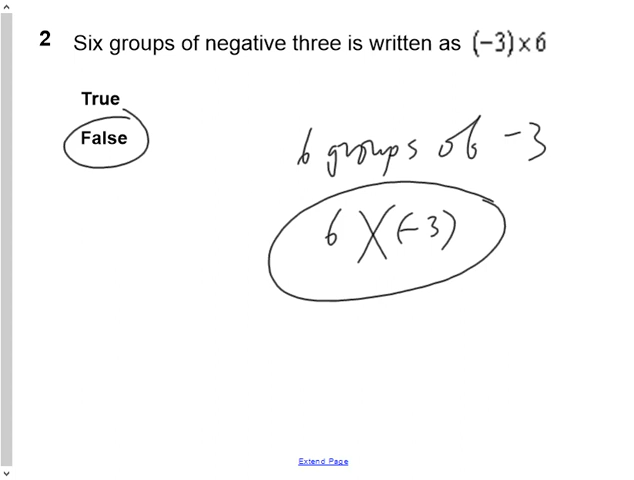 2 Six groups of negative three is written as (−3)×6
True
False
6 groups of -3
6 X (-3)
Extend Page